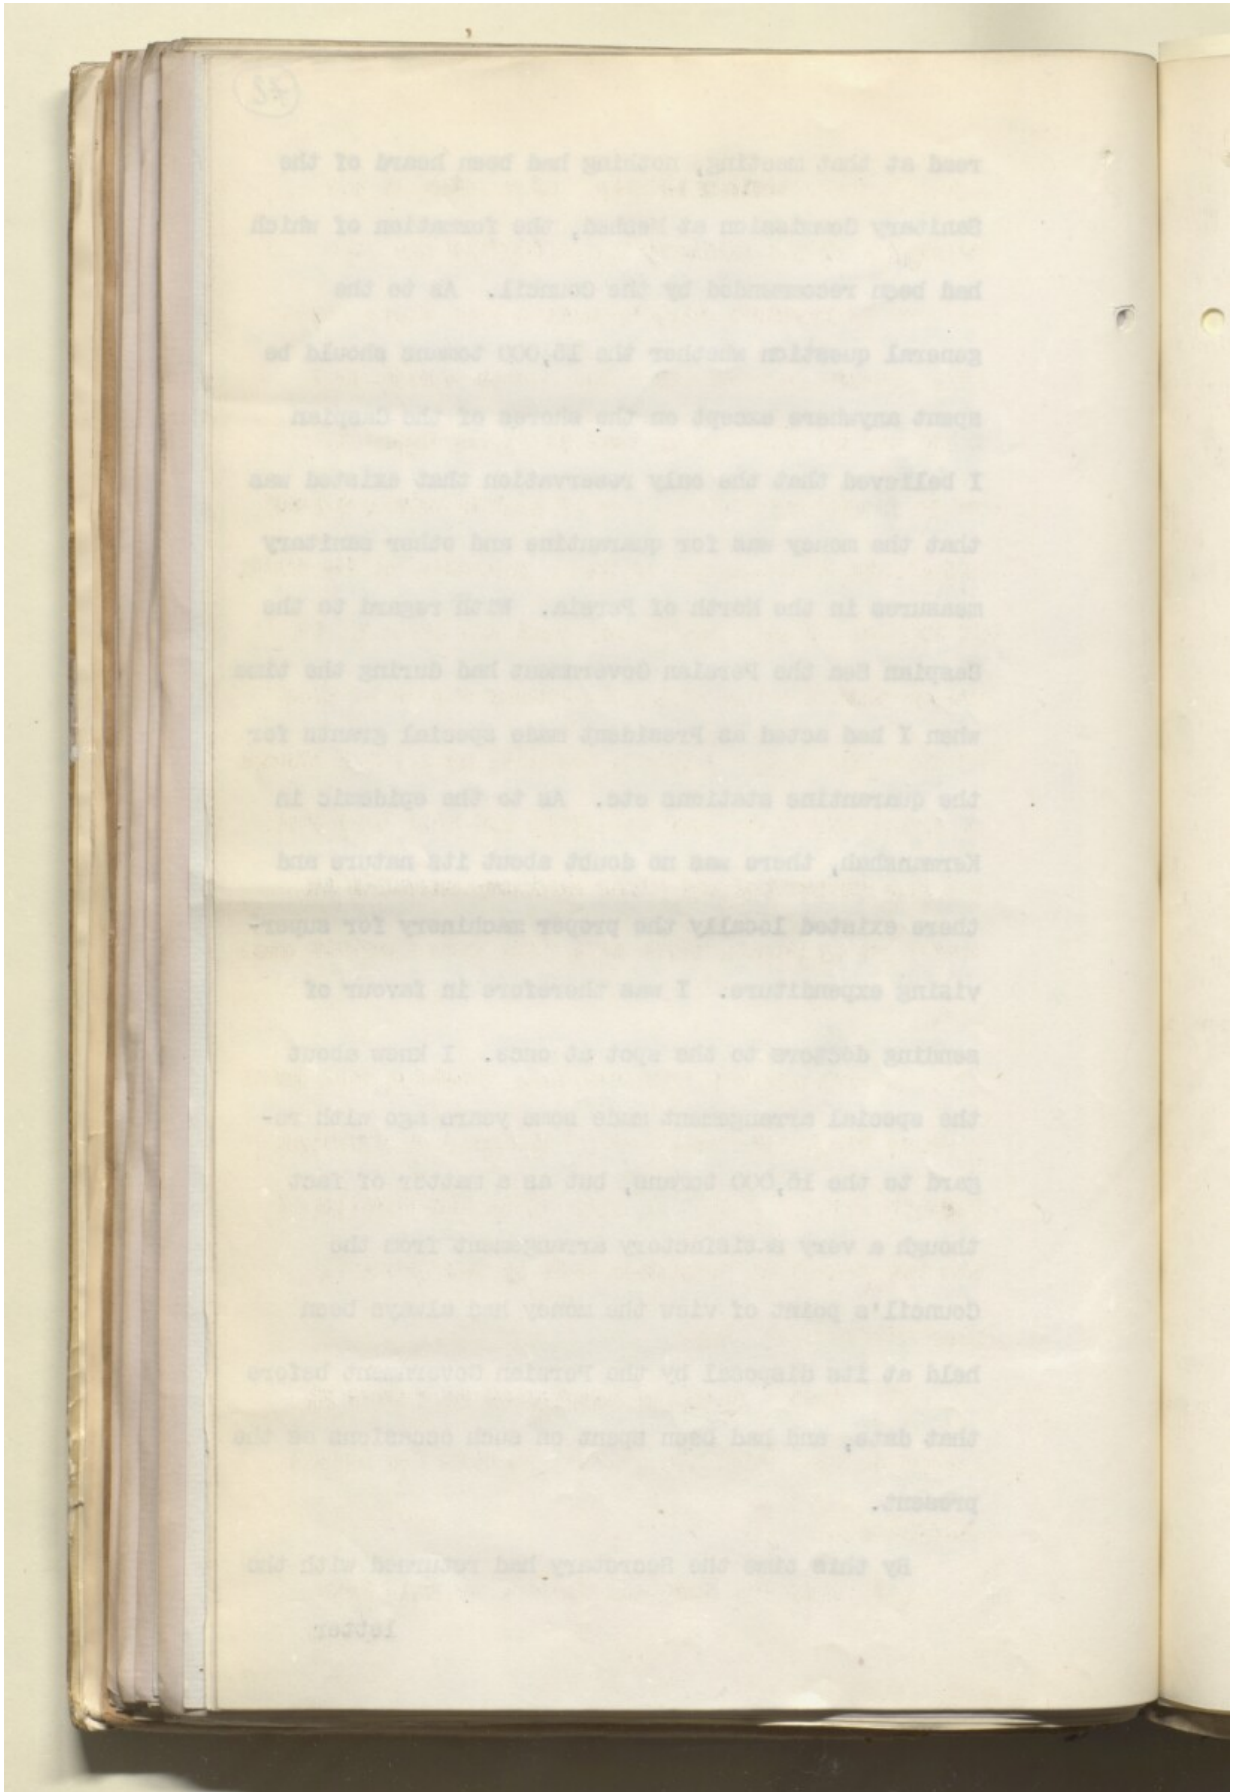 read at that meeting, nothing had been heard of the
Sanitary Commission at Meshed, the formation of which
had been recommended by the Council. As to the
general question whether the 15,000 tomans should be
spent anywhere except on the shores of the Caspian
I believed that the only reservation that existed was
that the money was for quarantine and other sanitary
measures in the North of Persia. With regard to the
Caspian Sea the Persian Government had during the time
when I had acted as President made special grants for
the quarantine stations etc. As to the epidemic in
Kermanshah, there was no doubt about its nature and
there existed locally the proper machinery for super-
vising expenditure. I was therefore in favour of
sending doctors to the spot at once. I knew about
the special arrangement made some years ago with re-
gard to the 15,000 tomans, but as a matter of fact
though a very satisfactory arrangement from the
Council's point of view the money had always been
held at its disposal by the Persian Government before
that date, and had been spent on such occasions as the
present.
By this time the Secretary had returned with the
letter